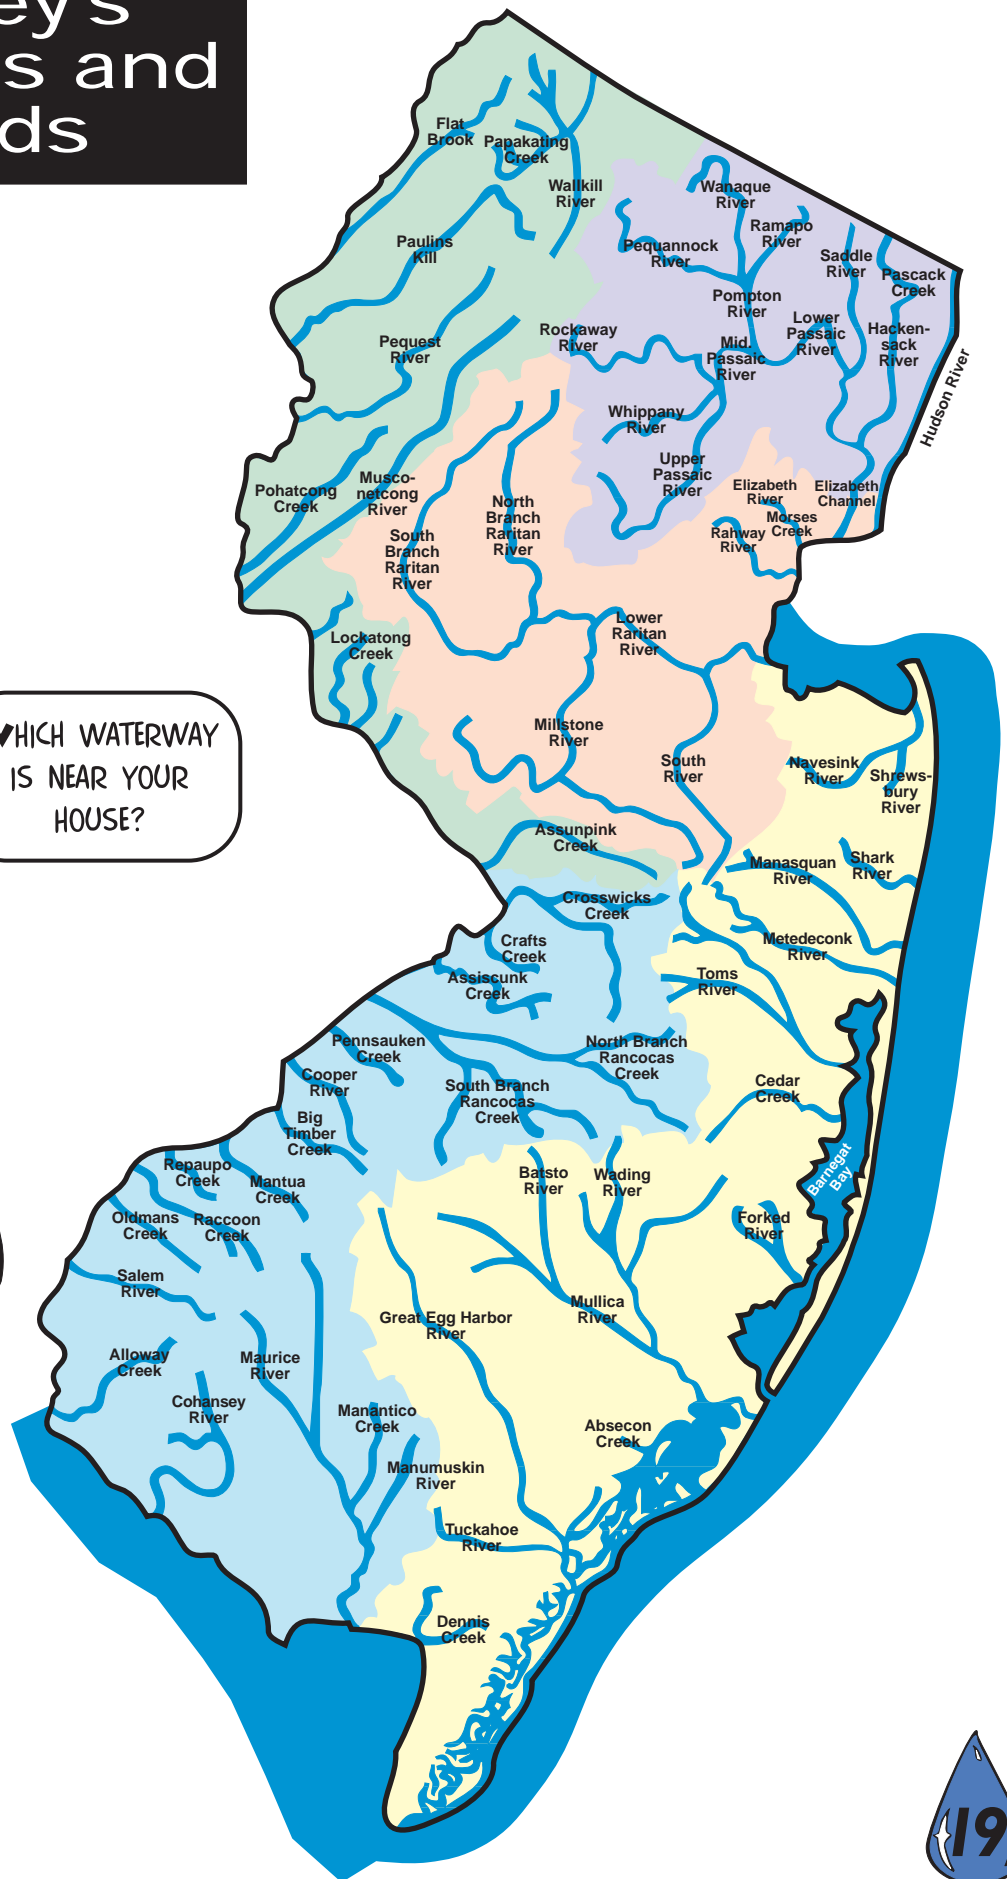 ey's
s and
ds
Flat
Brook
Papakating
Creek
Wallkill
River
Wanaque
River
Ramapo
River
Paulins
Kill
Pequannock
River
Saddle
River
Pascack
Creek
Pompton
River
Lower
Passaic
River
Hacken-
sack
River
Rockaway
River
Mid.
Passaic
River
Pequest
River
Hudson River
Whippany
River
Upper
Passaic
River
Pohatcong
Creek
Musco-
netcong
River
North
Branch
Raritan
River
South
Branch
Raritan
River
Elizabeth
River
Elizabeth
Channel
Morses
Creek
Rahway
River
Lower
Raritan
River
Lockatong
Creek
WHICH WATERWAY
IS NEAR YOUR
HOUSE?
Millstone
River
South
River
Navesink
River
Shrews-
bury
River
Assunpink
Creek
Manasquan
River
Shark
River
Crosswicks
Creek
Crafts
Creek
Metedeconk
River
Assiscunk
Creek
Toms
River
Pennsauken
Creek
North Branch
Rancocas
Creek
Cooper
River
South Branch
Rancocas
Creek
Cedar
Creek
Big
Timber
Creek
Repaupo
Creek
Mantua
Creek
Batsto
River
Wading
River
Barnegat
Bay
Oldmans
Creek
Raccoon
Creek
Forked
River
Salem
River
Great Egg Harbor
River
Mullica
River
Alloway
Creek
Maurice
River
Cohansey
River
Manantico
Creek
Absecon
Creek
Manumuskin
River
Tuckahoe
River
Dennis
Creek
19